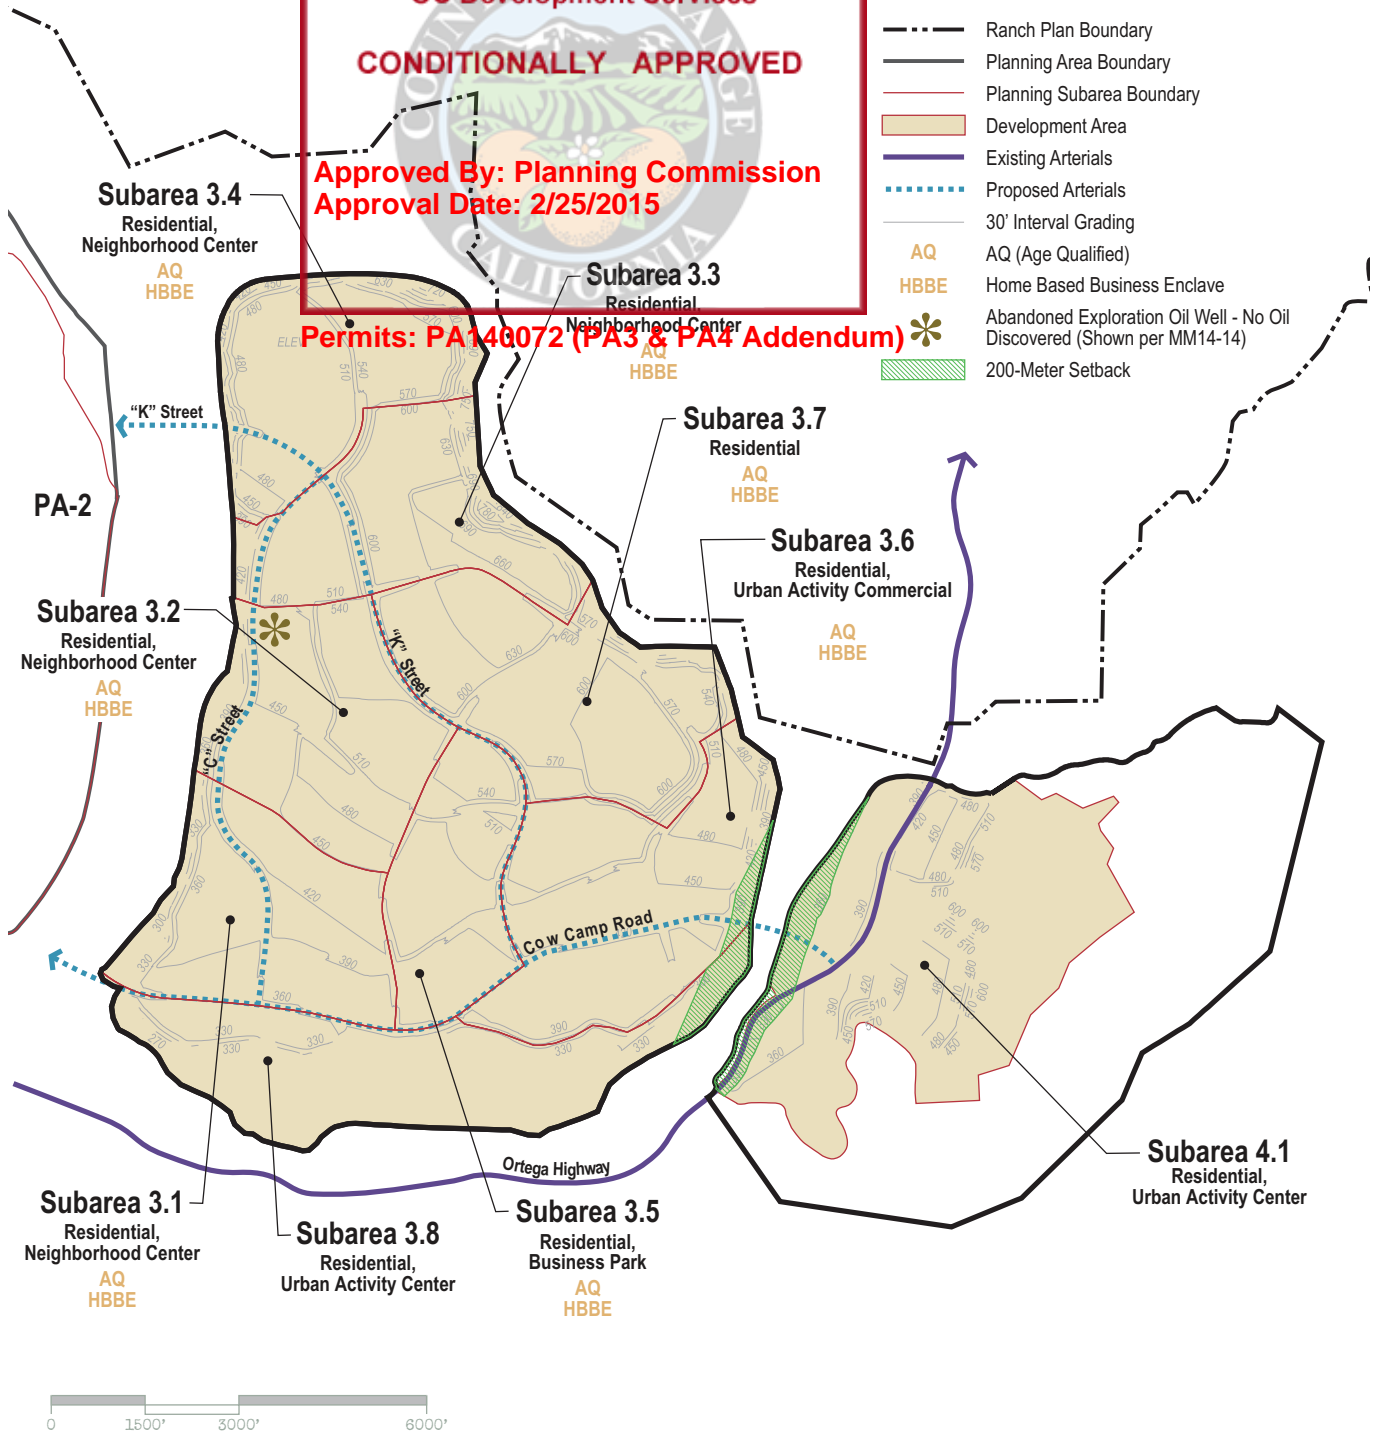 OC Development Services
CONDITIONALLY APPROVED
COUNTY OF ORANGE
CALIFORNIA
Approved By: Planning Commission
Approval Date: 2/25/2015
Permits: PA140072 (PA3 & PA4 Addendum)
Ranch Plan Boundary
Planning Area Boundary
Planning Subarea Boundary
Development Area
Existing Arterials
Proposed Arterials
30' Interval Grading
AQ
AQ (Age Qualified)
HBBE
Home Based Business Enclave
Abandoned Exploration Oil Well - No Oil
Discovered (Shown per MM14-14)
200-Meter Setback
Subarea 3.4
Residential,
Neighborhood Center
AQ
HBBE
Subarea 3.3
Residential,
Neighborhood Center
AQ
HBBE
"K" Street
Subarea 3.7
Residential
AQ
HBBE
PA-2
Subarea 3.6
Residential,
Urban Activity Commercial
AQ
HBBE
Subarea 3.2
Residential,
Neighborhood Center
AQ
HBBE
"K" Street
"C" Street
Cow Camp Road
Ortega Highway
Subarea 4.1
Residential,
Urban Activity Center
Subarea 3.1
Residential,
Neighborhood Center
AQ
HBBE
Subarea 3.8
Residential,
Urban Activity Center
Subarea 3.5
Residential,
Business Park
AQ
HBBE
0 1500' 3000' 6000'